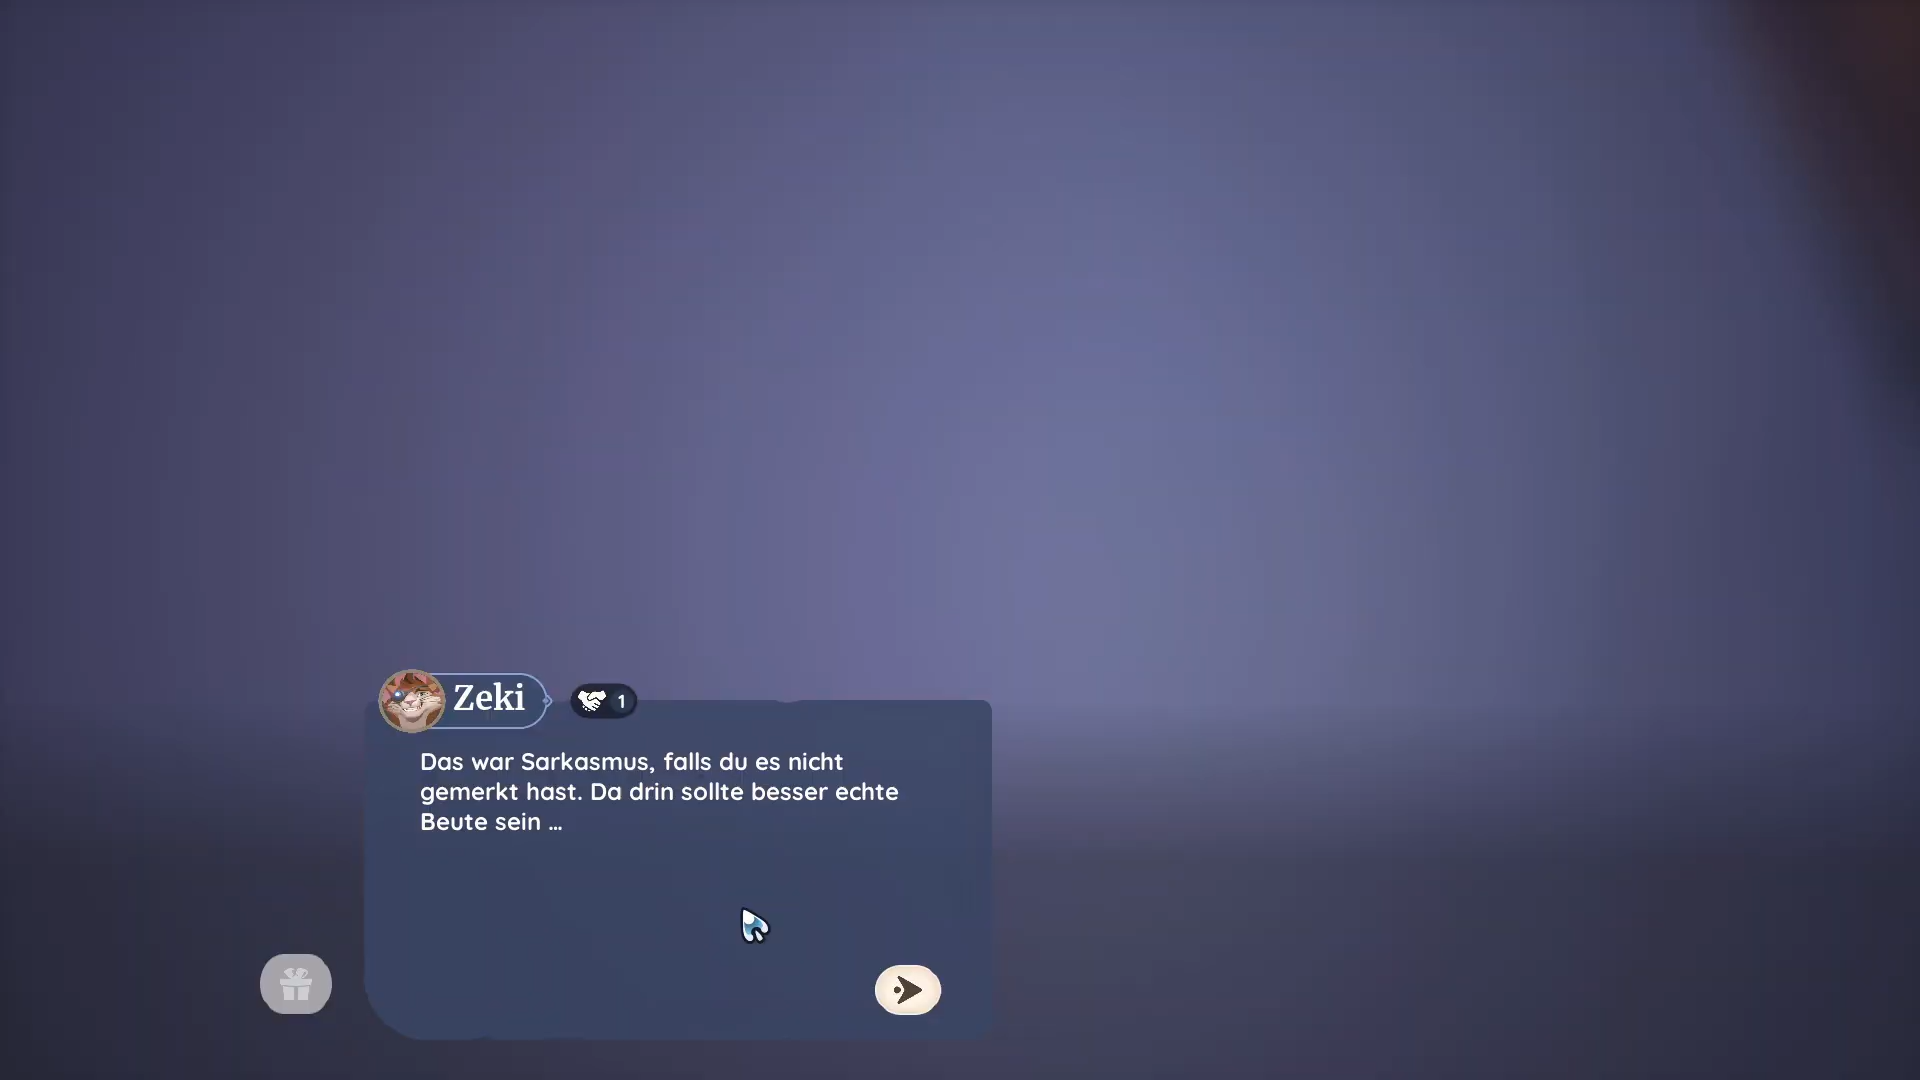 Zeki
1
Das war Sarkasmus, falls du es nicht
gemerkt hast. Da drin sollte besser echte
Beute sein ...